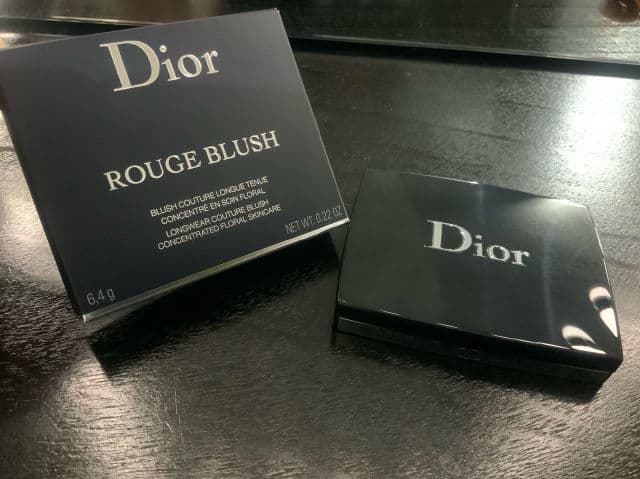 Dior
ROUGE BLUSH
BLUSH COUTURE LONGUE TENUE
CONCENTRÉ EN SOIN FLORAL
LONGWEAR COUTURE BLUSH
CONCENTRATED FLORAL SKINCARE
6,4 g
NET WT. 0.22 OZ
Dior